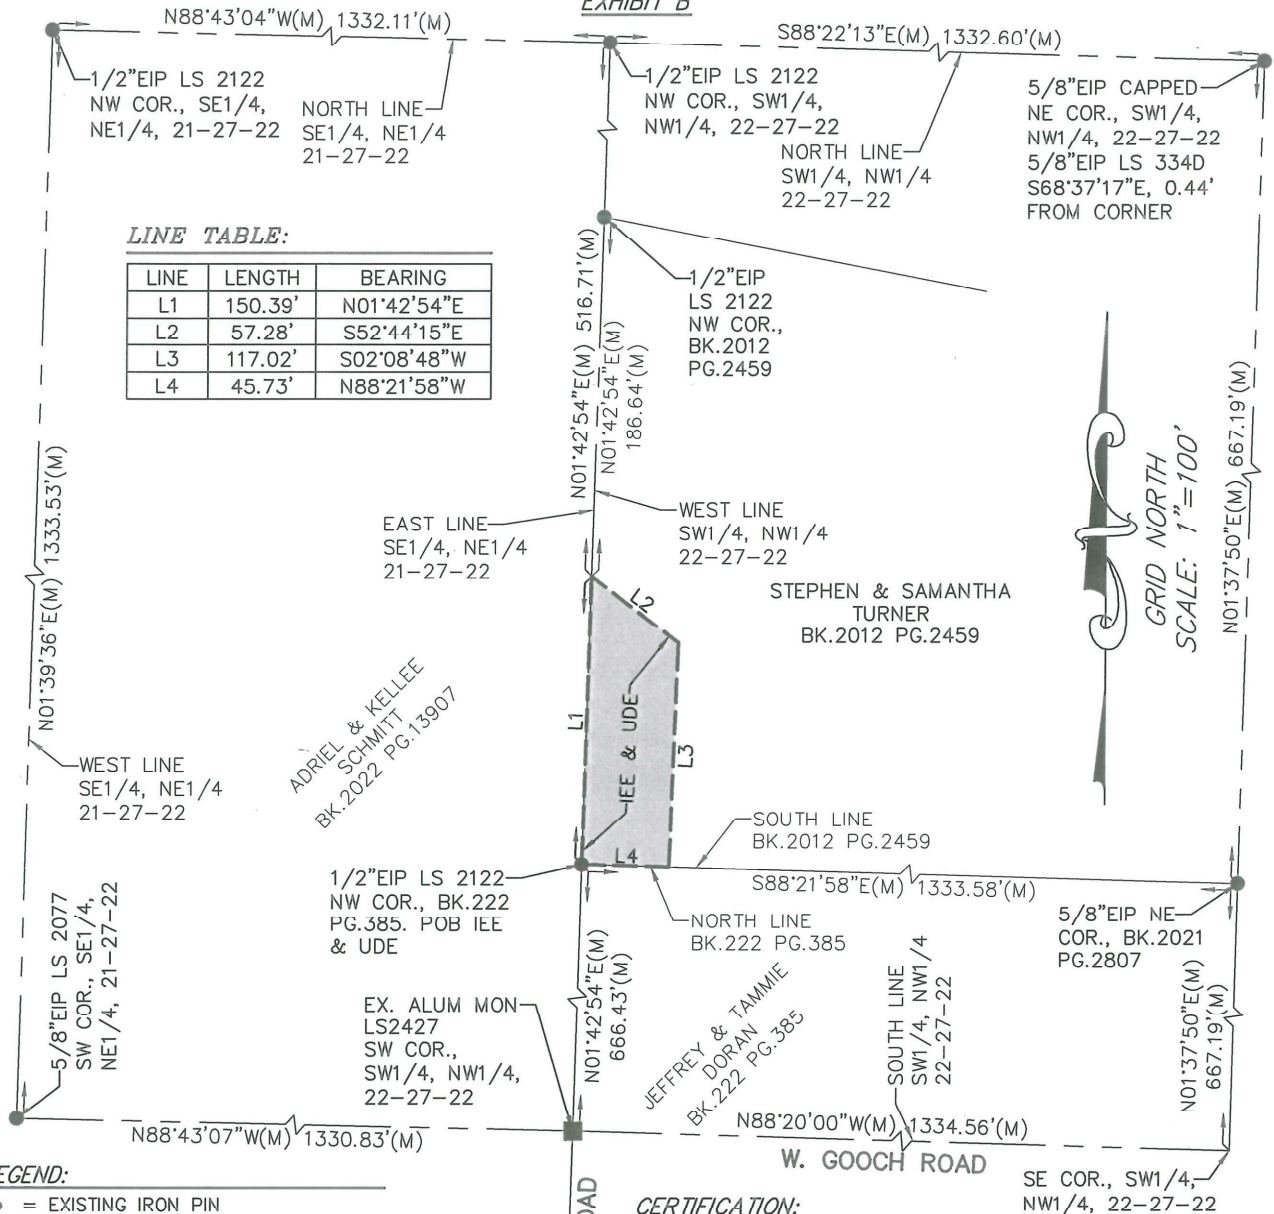 EXHIBIT B
N88°43'04"W(M) 1332.11'(M)
S88°22'13"E(M) 1332.60'(M)
1/2"EIP LS 2122
NW COR., SE1/4,
NE1/4, 21-27-22
NORTH LINE
SE1/4, NE1/4
21-27-22
1/2"EIP LS 2122
NW COR., SW1/4,
NW1/4, 22-27-22
NORTH LINE
SW1/4, NW1/4
22-27-22
5/8"EIP CAPPED
NE COR., SW1/4,
NW1/4, 22-27-22
5/8"EIP LS 334D
S68°37'17"E, 0.44'
FROM CORNER
LINE TABLE:
LINE LENGTH BEARING
L1 150.39' N01°42'54"E
L2 57.28' S52°44'15"E
L3 117.02' S02°08'48"W
L4 45.73' N88°21'58"W
1/2"EIP
LS 2122
NW COR.,
BK.2012
PG.2459
N01°42'54"E(M) 516.71'(M)
N01°42'54"E(M)
186.64'(M)
N01°39'36"E(M) 1333.53'(M)
N01°37'50"E(M) 667.19'(M)
GRID NORTH
SCALE: 1"=100'
EAST LINE
SE1/4, NE1/4
21-27-22
WEST LINE
SW1/4, NW1/4
22-27-22
STEPHEN & SAMANTHA
TURNER
BK.2012 PG.2459
L2
L1
IEE & UDE
L3
L4
ADRIEL & KELLEE
SCHMITT
BK.2022 PG.13907
WEST LINE
SE1/4, NE1/4
21-27-22
SOUTH LINE
BK.2012 PG.2459
1/2"EIP LS 2122
NW COR., BK.222
PG.385. POB IEE
& UDE
S88°21'58"E(M) 1333.58'(M)
NORTH LINE
BK.222 PG.385
5/8"EIP NE
COR., BK.2021
PG.2807
5/8"EIP LS 2077
SW COR., SE1/4,
NE1/4, 21-27-22
EX. ALUM MON
LS2427
SW COR.,
SW1/4, NW1/4,
22-27-22
N01°42'54"E(M)
666.43'(M)
JEFFREY & TAMMIE
DORAN
BK.222 PG.385
SOUTH LINE
SW1/4, NW1/4
22-27-22
N01°37'50"E(M)
667.19'(M)
N88°43'07"W(M) 1330.83'(M)
N88°20'00"W(M) 1334.56'(M)
W. GOOCH ROAD
SE COR., SW1/4,
NW1/4, 22-27-22
EGEND:
= EXISTING IRON PIN
OAD
CERTIFICATION: